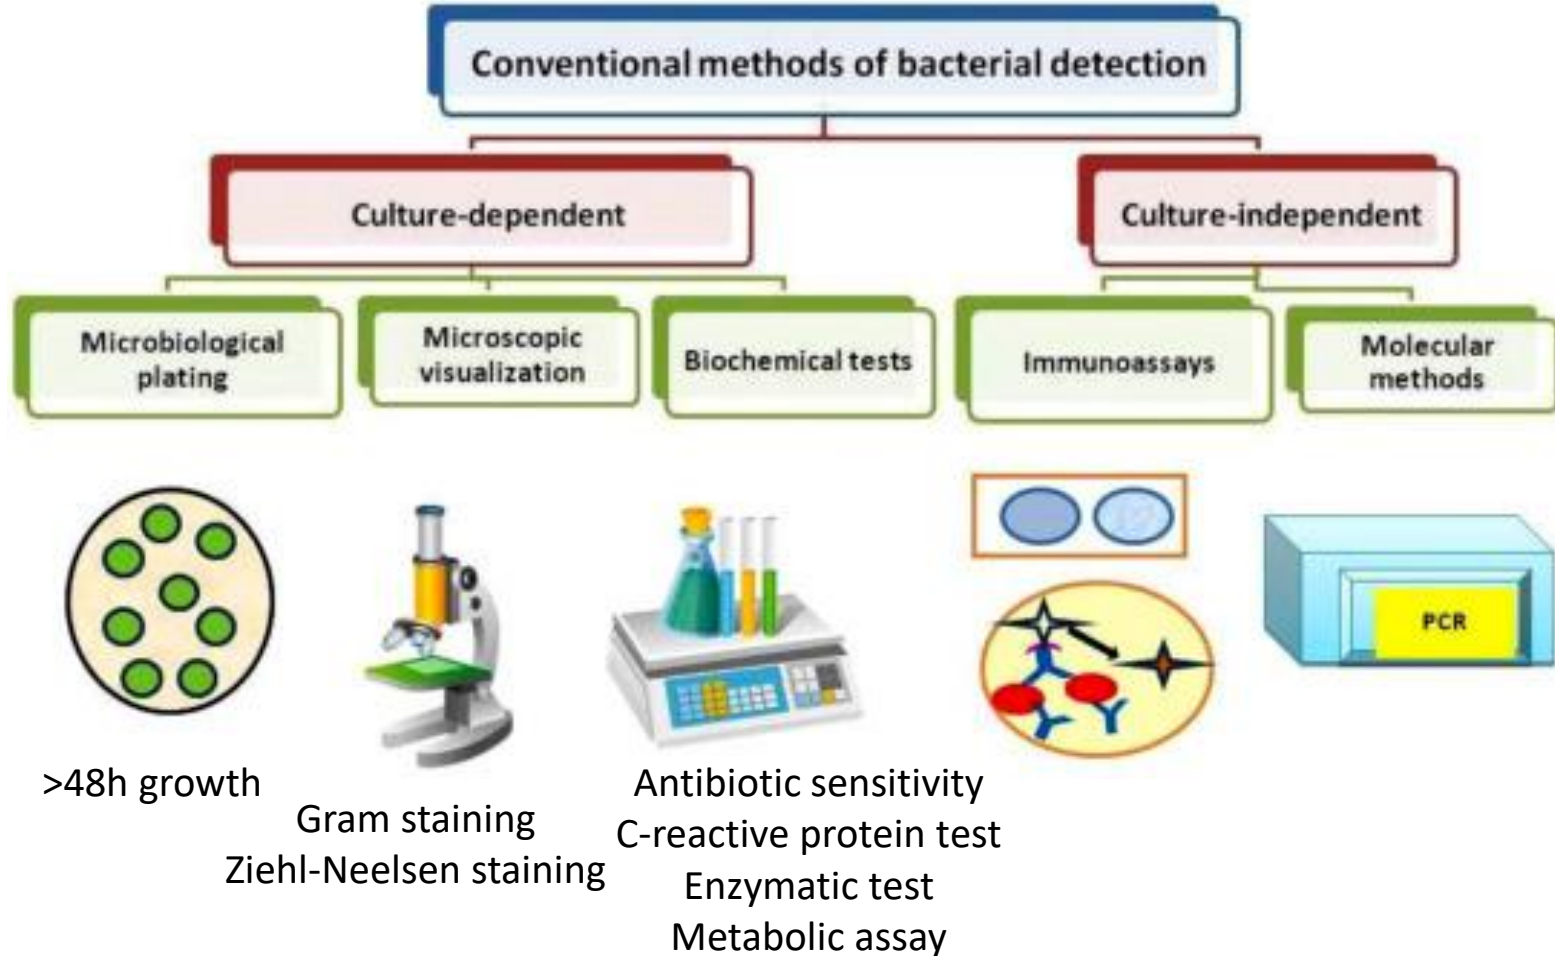 Conventional methods of bacterial detection
Culture-dependent
Culture-independent
Microbiological
plating
Microscopic
visualization
Biochemical tests
Immunoassays
Molecular
methods
PCR
>48h growth
Gram staining
Ziehl-Neelsen staining
Antibiotic sensitivity
C-reactive protein test
Enzymatic test
Metabolic assay